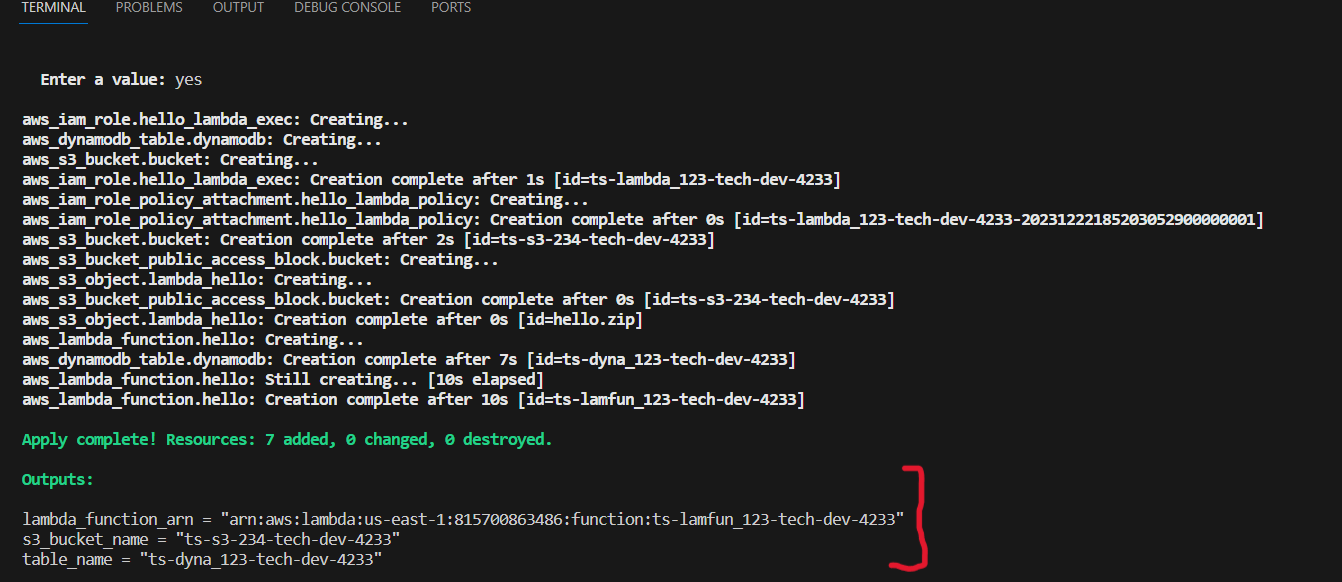 TERMINAL PROBLEMS OUTPUT DEBUG CONSOLE PORTS
Enter a value: yes
aws_iam_role.hello_lambda_exec: Creating...
aws_dynamodb_table.dynamodb: Creating...
aws_s3_bucket.bucket: Creating...
aws_iam_role.hello_lambda_exec: Creation complete after 1s [id=ts-lambda_123-tech-dev-4233]
aws_iam_role_policy_attachment.hello_lambda_policy: Creating...
aws_iam_role_policy_attachment.hello_lambda_policy: Creation complete after 0s [id=ts-lambda_123-tech-dev-4233-20231222185203052900000001]
aws_s3_bucket.bucket: Creation complete after 2s [id=ts-s3-234-tech-dev-4233]
aws_s3_bucket_public_access_block.bucket: Creating...
aws_s3_object.lambda_hello: Creating...
aws_s3_bucket_public_access_block.bucket: Creation complete after 0s [id=ts-s3-234-tech-dev-4233]
aws_s3_object.lambda_hello: Creation complete after 0s [id=hello.zip]
aws_lambda_function.hello: Creating...
aws_dynamodb_table.dynamodb: Creation complete after 7s [id=ts-dyna_123-tech-dev-4233]
aws_lambda_function.hello: Still creating... [10s elapsed]
aws_lambda_function.hello: Creation complete after 10s [id=ts-lamfun_123-tech-dev-4233]
Apply complete! Resources: 7 added, 0 changed, 0 destroyed.
Outputs:
lambda_function_arn = "arn:aws:lambda:us-east-1:815700863486:function:ts-lamfun_123-tech-dev-4233"
s3_bucket_name = "ts-s3-234-tech-dev-4233"
table_name = "ts-dyna_123-tech-dev-4233"